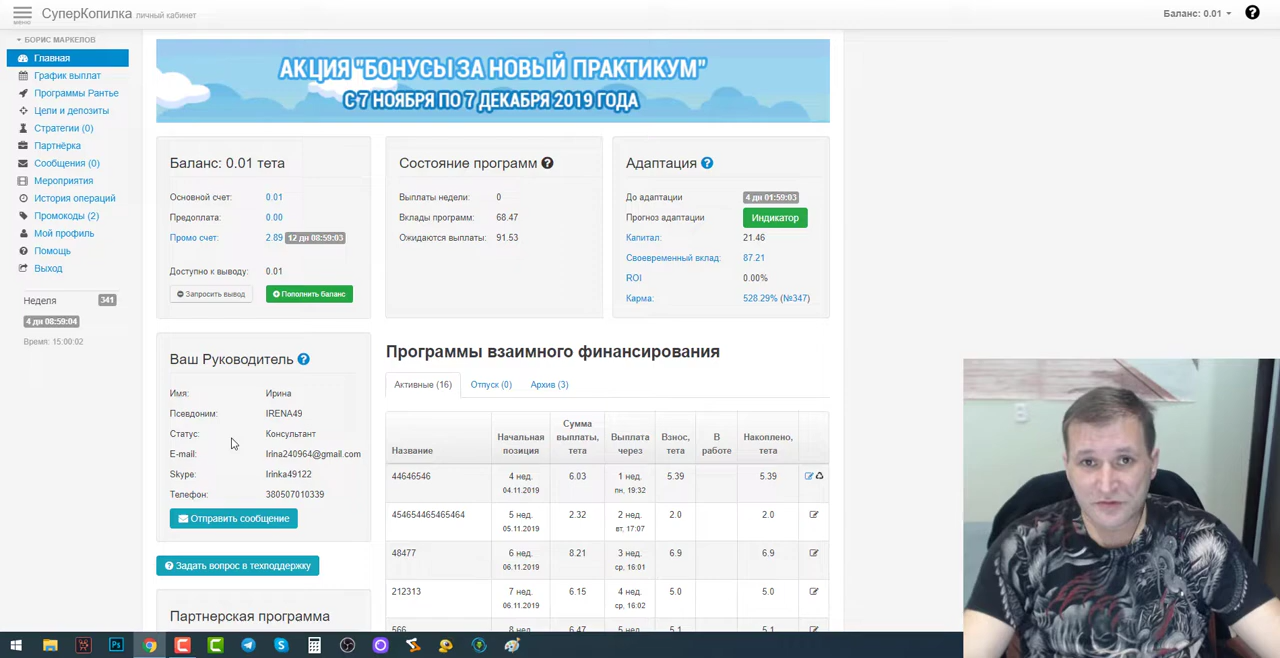 СуперКопилка личный кабинет
Баланс: 0.01
МЕНЮ
БОРИС МАРКЕЛОВ
Главная
График выплат
Программы Рантье
Цели и депозиты
Стратегии (0)
Партнёрка
Сообщения (0)
Мероприятия
История операций
Промокоды (2)
Мой профиль
Помощь
Выход
Неделя 341
4 дн 08:59:04
Время: 15:00:02
АКЦИЯ "БОНУСЫ ЗА НОВЫЙ ПРАКТИКУМ"
С 7 НОЯБРЯ ПО 7 ДЕКАБРЯ 2019 ГОДА
Баланс: 0.01 тета
Основной счет: 0.01
Предоплата: 0.00
Промо счет: 2.89 12 дн 08:59:03
Доступно к выводу: 0.01
Запросить вывод Пополнить баланс
Состояние программ
Выплаты недели: 0
Вклады программ: 68.47
Ожидаются выплаты: 91.53
Адаптация
До адаптации 4 дн 01:59:03
Прогноз адаптации Индикатор
Капитал: 21.46
Своевременный вклад: 87.21
ROI 0.00%
Карма: 528.29% (№347)
Ваш Руководитель
Имя: Ирина
Псевдоним: IRENA49
Статус: Консультант
E-mail: Irina240964@gmail.com
Skype: Irinka49122
Телефон: 380507010339
Отправить сообщение
Задать вопрос в техподдержку
Партнерская программа
Программы взаимного финансирования
Активные (16) Отпуск (0) Архив (3)
Название Начальная позиция Сумма выплаты, тета Выплата через Взнос, тета В работе Накоплено, тета
44646546 4 нед. 6.03 1 нед. 5.39 5.39
04.11.2019 пн, 19:32
454654465465464 5 нед. 2.32 2 нед. 2.0 2.0
05.11.2019 вт. 17:07
48477 6 нед. 8.21 3 нед. 6.9 6.9
06.11.2019 ср, 16:01
212313 7 нед. 6.15 4 нед. 5.0 5.0
06.11.2019 ср, 16:02
566 8 нед. 6.47 5 нед. 5.1 5.1